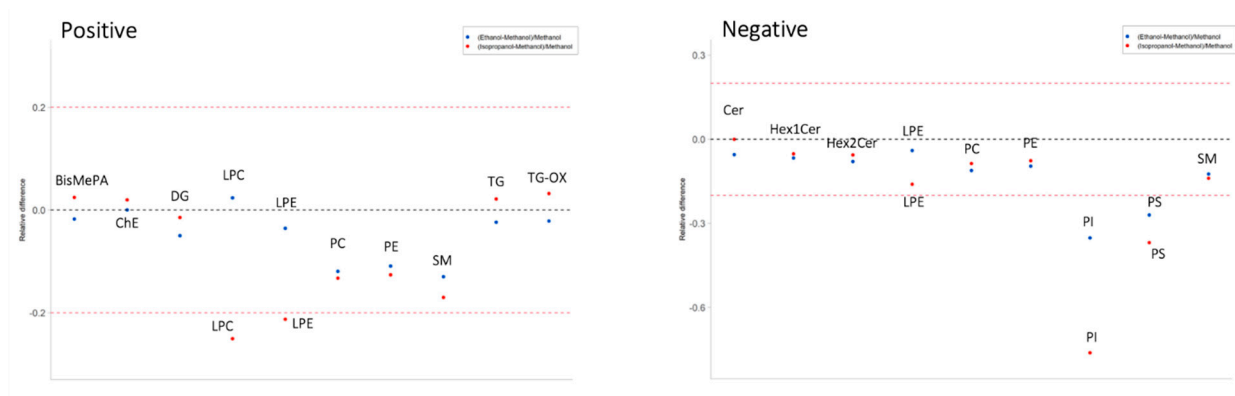 Positive
(Ethanol-Methanol)/Methanol
(Isopropanol-Methanol)/Methanol
0.2
0.0
-0.2
Relative difference
BisMePA
ChE
DG
LPC
LPE
PC
PE
SM
TG
TG-OX
LPC
LPE
Negative
(Ethanol-Methanol)/Methanol
(Isopropanol-Methanol)/Methanol
0.3
0.0
-0.3
-0.6
Relative difference
Cer
Hex1Cer
Hex2Cer
LPE
PC
PE
SM
LPE
PS
PI
PS
PI